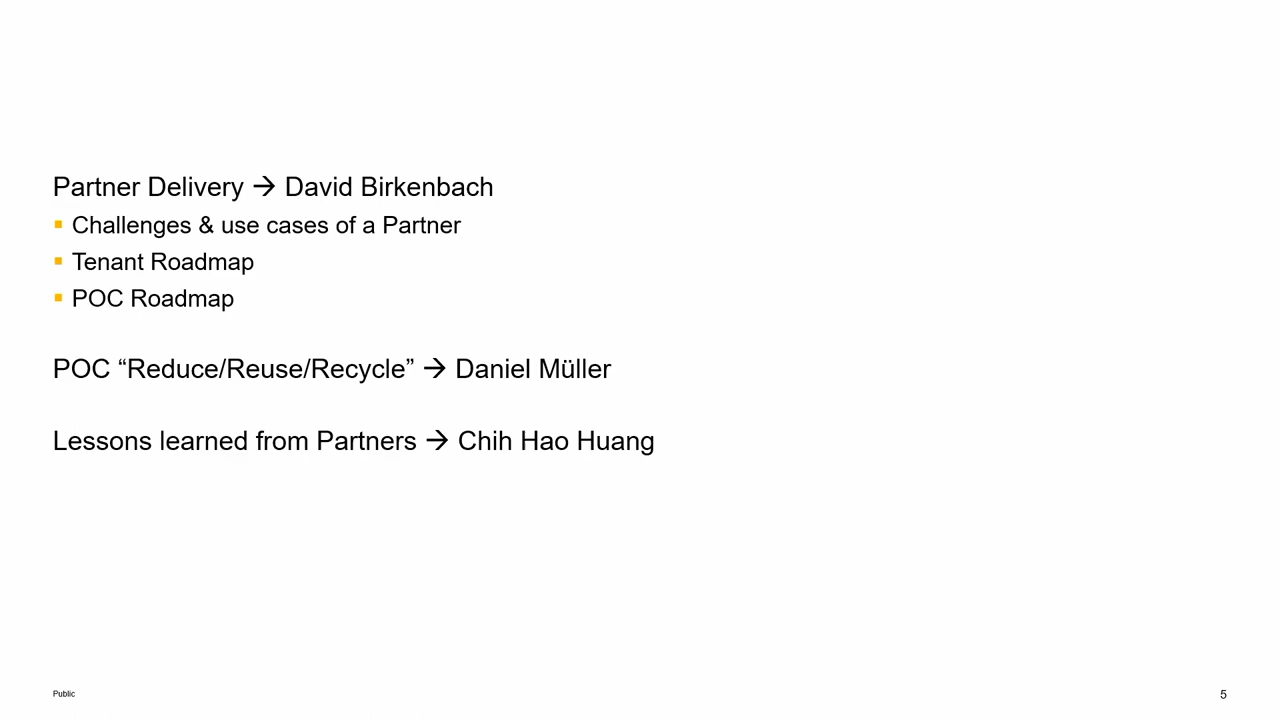 Partner Delivery → David Birkenbach
▪ Challenges & use cases of a Partner
▪ Tenant Roadmap
▪ POC Roadmap
POC “Reduce/Reuse/Recycle” → Daniel Müller
Lessons learned from Partners → Chih Hao Huang
Public
5